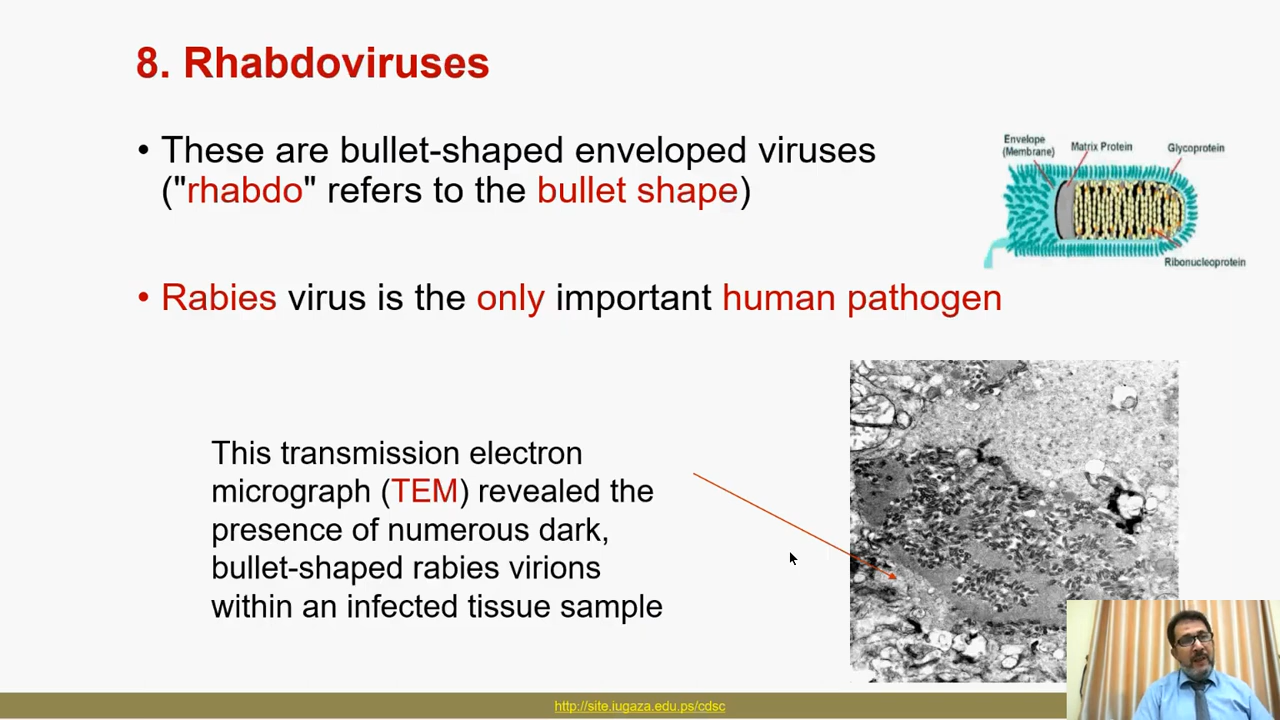 8. Rhabdoviruses
• These are bullet-shaped enveloped viruses
("rhabdo" refers to the bullet shape)
Envelope
(Membrane)
Matrix Protein
Glycoprotein
Ribonucleoprotein
• Rabies virus is the only important human pathogen
This transmission electron
micrograph (TEM) revealed the
presence of numerous dark,
bullet-shaped rabies virions
within an infected tissue sample
http://site.iugaza.edu.ps/cdsc